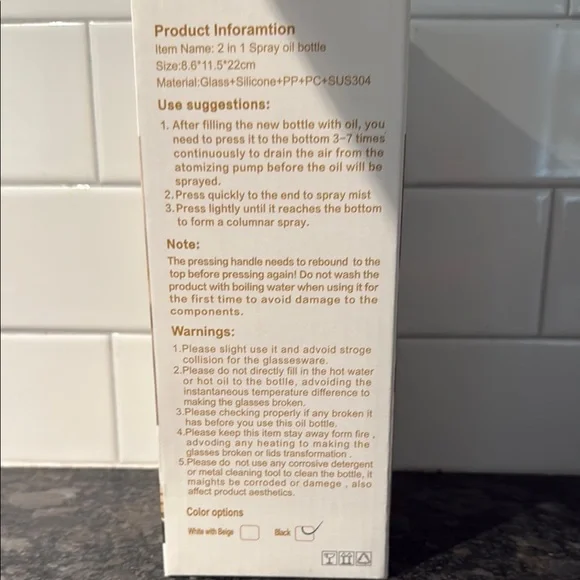 Product Inforamtion
Item Name: 2 in 1 Spray oil bottle
Size:8.6*11.5*22cm
Material:Glass+Silicone+PP+PC+SUS304
Use suggestions:
1. After filling the new bottle with oil, you
need to press it to the bottom 3-7 times
continuously to drain the air from the
atomizing pump before the oil will be
sprayed.
2.Press quickly to the end to spray mist
3.Press lightly until it reaches the bottom
to form a columnar spray.
Note:
The pressing handle needs to rebound to the
top before pressing again! Do not wash the
product with boiling water when using it for
the first time to avoid damage to the
components.
Warnings:
1.Please slight use it and advoid stroge
collision for the glassesware.
2.Please do not directly fill in the hot water
or hot oil to the botlle, advoiding the
instantaneous temperature difference to
making the glasses broken.
3.Please checking properly if any broken it
has before you use this oil bottle.
4.Please keep this item stay away form fire ,
advoding any heating to making the
glasses broken or lids transformation .
5.Please do not use any corrosive detergent
or metal cleaning tool to clean the bottle, it
maights be corroded or damege , also
affect product aesthetics.
Color options
White with Beige
Black